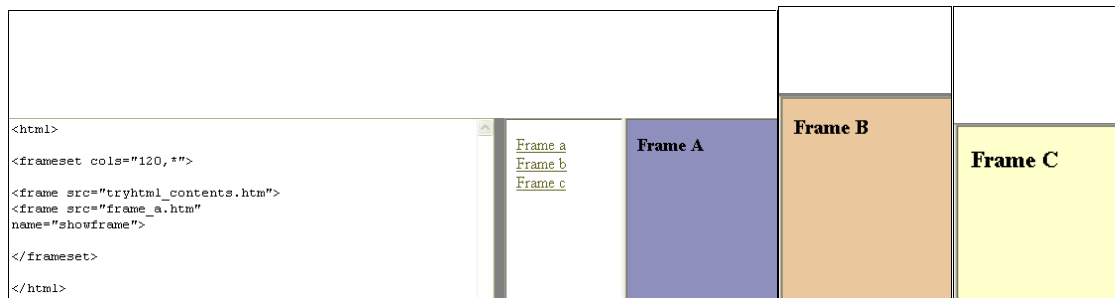 <html>
<frameset cols="120,*">
<frame src="tryhtml_contents.htm">
<frame src="frame_a.htm"
name="showframe">
</frameset>
</html>
Frame a
Frame b
Frame c
Frame A
Frame B
Frame C